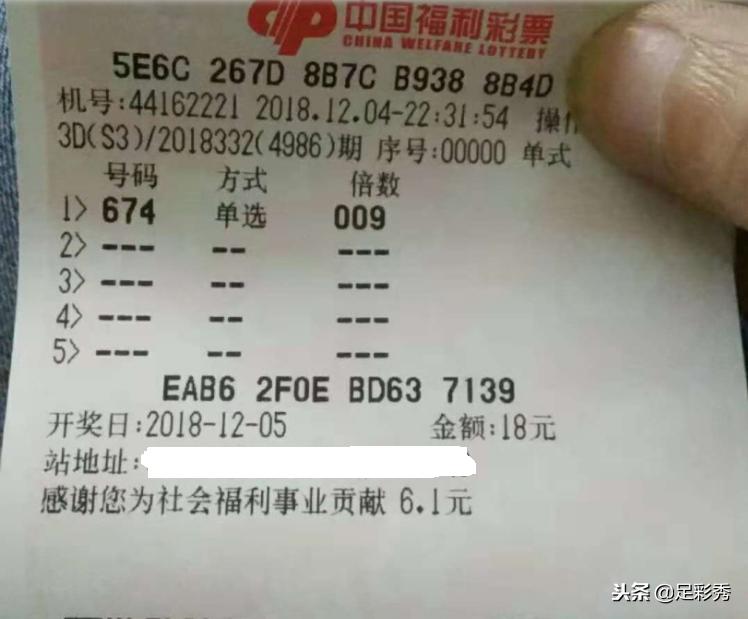 中国福利彩票
CHINA WELFARE LOTTERY
5E6C 267D 8B7C B938 8B4D
机号:44162221 2018.12.04-22:31:54 操作
3D(S3)/2018332(4986)期 序号:00000 单式
号码 方式 倍数
1> 674 单选 009
2> --- -- ---
3> --- -- ---
4> --- -- ---
5> --- -- ---
EAB6 2F0E BD63 7139
开奖日:2018-12-05 金额:18元
站地址:
感谢您为社会福利事业贡献 6.1元
头条 @足彩秀